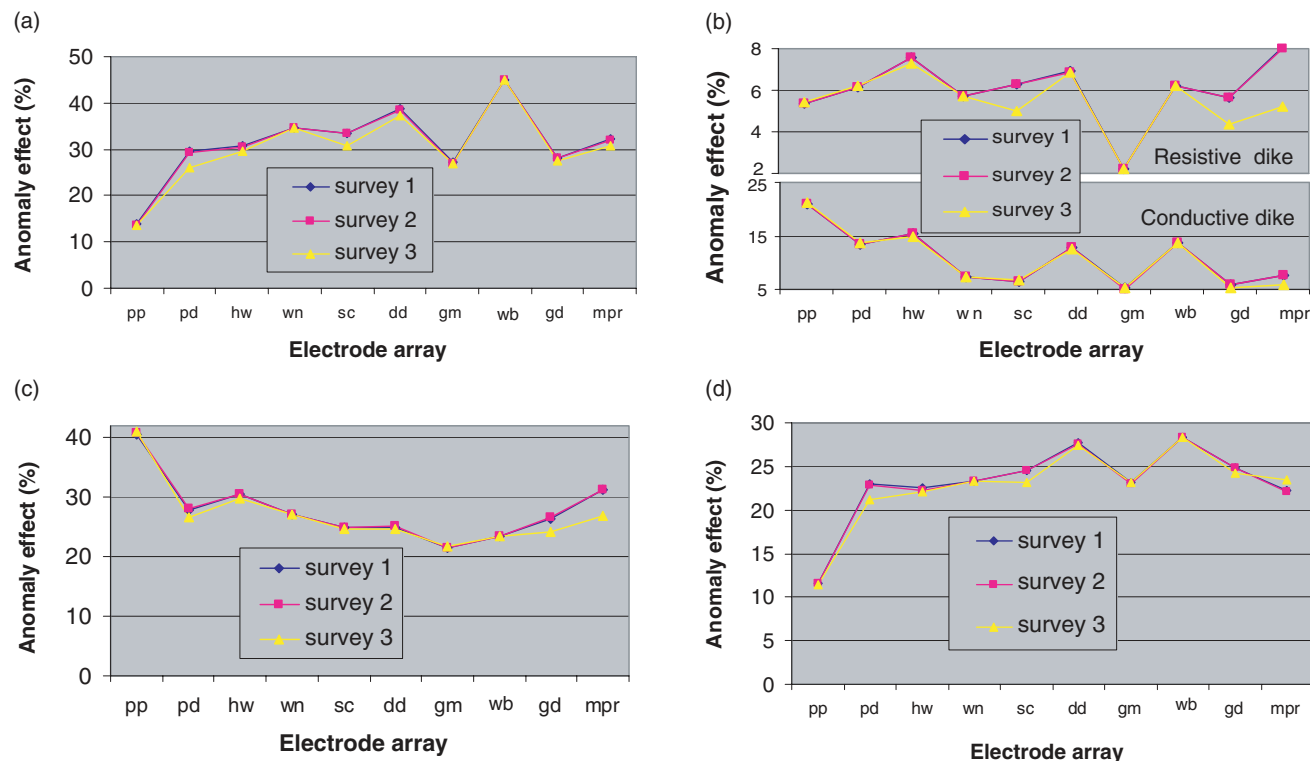 (a)
Anomaly effect (%)
50
40
30
20
10
0
survey 1
survey 2
survey 3
pp pd hw wn sc dd gm wb gd mpr
Electrode array
(b)
Anomaly effect (%)
8
6
4
2
Resistive dike
25
15
5
Conductive dike
survey 1
survey 2
survey 3
pp pd hw w n sc dd gm wb gd mpr
Electrode array
(c)
Anomaly effect (%)
40
30
20
10
0
survey 1
survey 2
survey 3
pp pd hw wn sc dd gm wb gd mpr
Electrode array
(d)
Anomaly effect (%)
30
25
20
15
10
5
0
survey 1
survey 2
survey 3
pp pd hw wn sc dd gm wb gd mpr
Electrode array